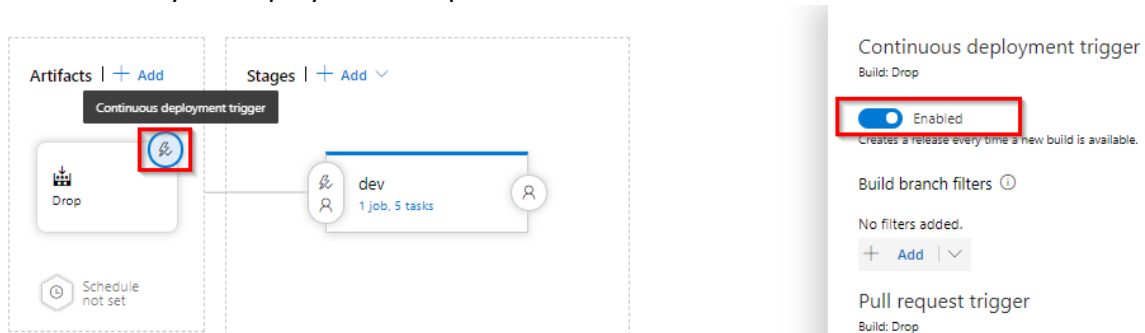 Artifacts | + Add
Stages | + Add
Continuous deployment trigger
Drop
Schedule
not set
dev
1 job, 5 tasks
Continuous deployment trigger
Build: Drop
Enabled
Creates a release every time a new build is available.
Build branch filters
No filters added.
+ Add
Pull request trigger
Build: Drop